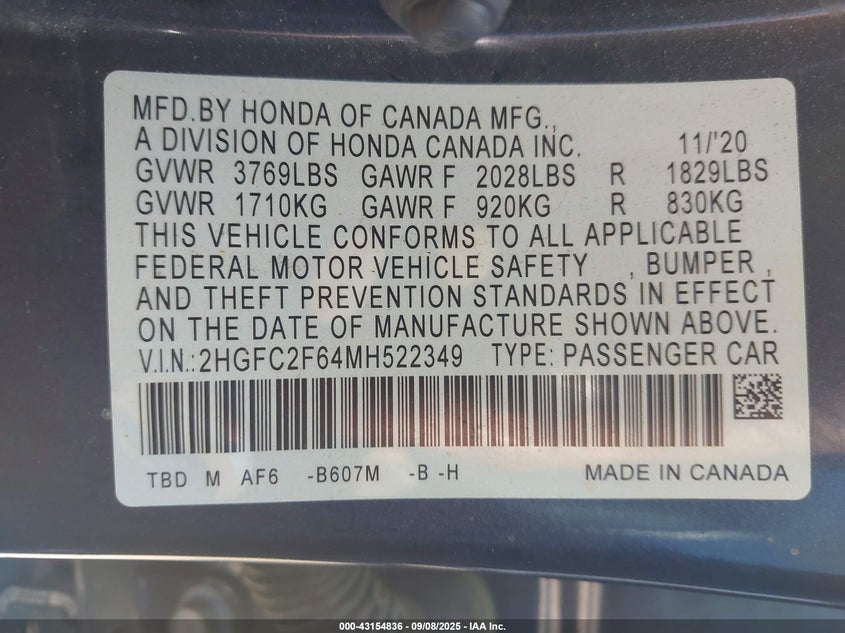 MFD.BY HONDA OF CANADA MFG.,
A DIVISION OF HONDA CANADA INC. 11/'20
GVWR 3769LBS GAWR F 2028LBS R 1829LBS
GVWR 1710KG GAWR F 920KG R 830KG
THIS VEHICLE CONFORMS TO ALL APPLICABLE
FEDERAL MOTOR VEHICLE SAFETY , BUMPER ,
AND THEFT PREVENTION STANDARDS IN EFFECT
ON THE DATE OF MANUFACTURE SHOWN ABOVE.
V.I.N.:2HGFC2F64MH522349 TYPE: PASSENGER CAR
TBD M AF6 -B607M -B -H MADE IN CANADA
000-43154836 - 09/08/2025 - IAA Inc.